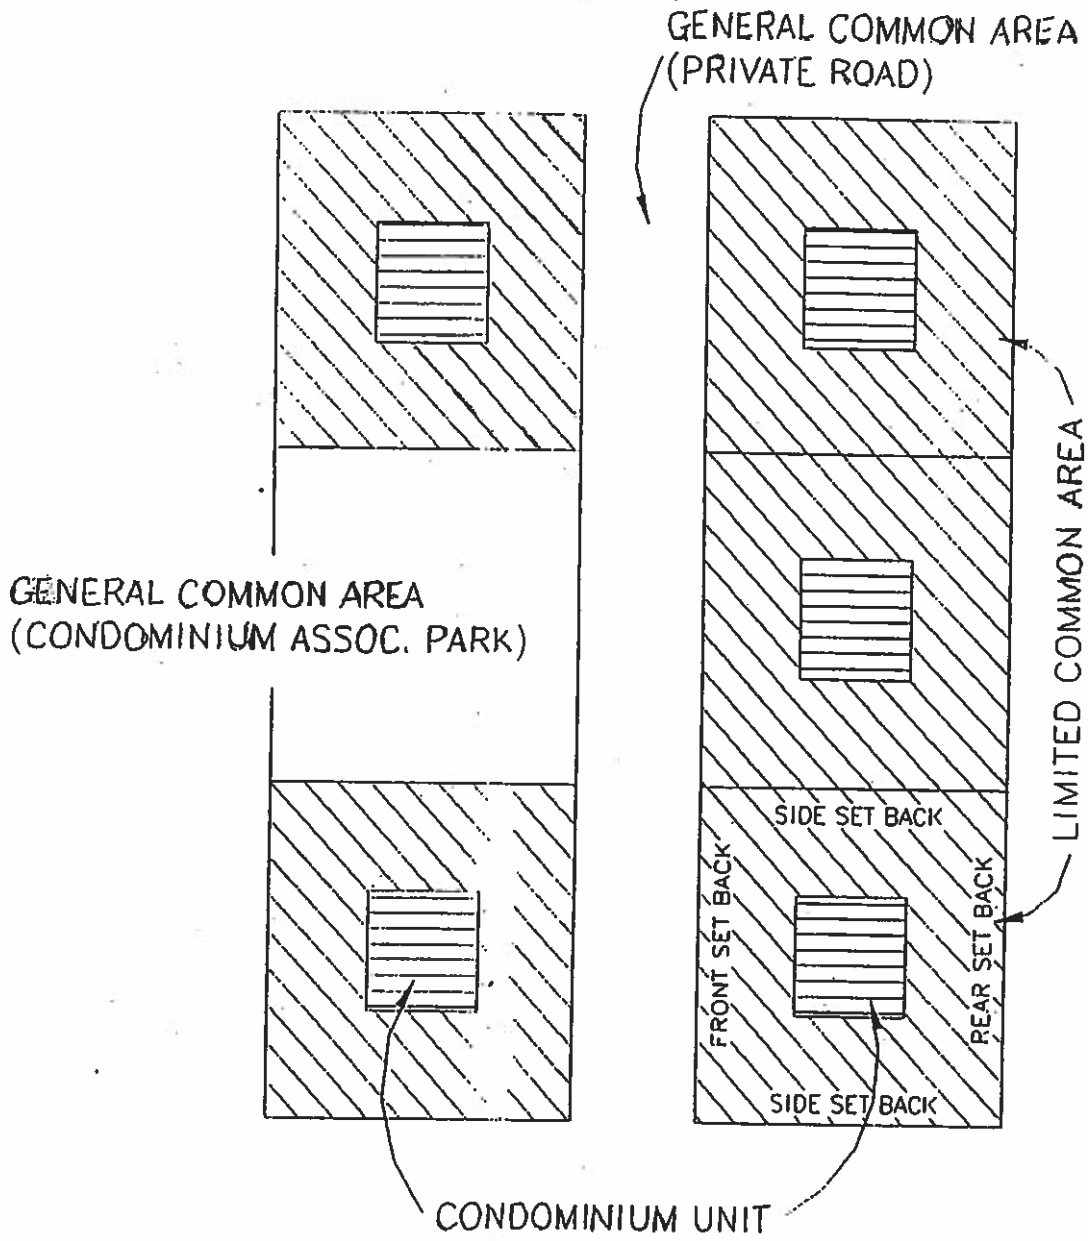 GENERAL COMMON AREA
(PRIVATE ROAD)
GENERAL COMMON AREA
(CONDOMINIUM ASSOC. PARK)
LIMITED COMMON AREA
SIDE SET BACK
FRONT SET BACK
REAR SET BACK
SIDE SET BACK
CONDOMINIUM UNIT